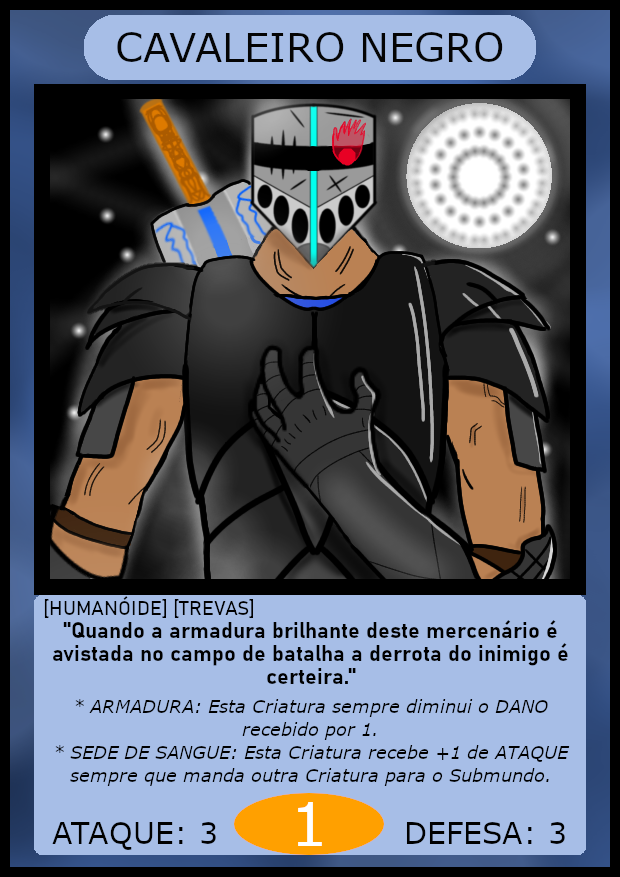 CAVALEIRO NEGRO
[HUMANÓIDE] [TREVAS]
"Quando a armadura brilhante deste mercenário é
avistada no campo de batalha a derrota do inimigo é
certeira."
* ARMADURA: Esta Criatura sempre diminui o DANO
recebido por 1.
* SEDE DE SANGUE: Esta Criatura recebe +1 de ATAQUE
sempre que manda outra Criatura para o Submundo.
ATAQUE: 3
1
DEFESA: 3